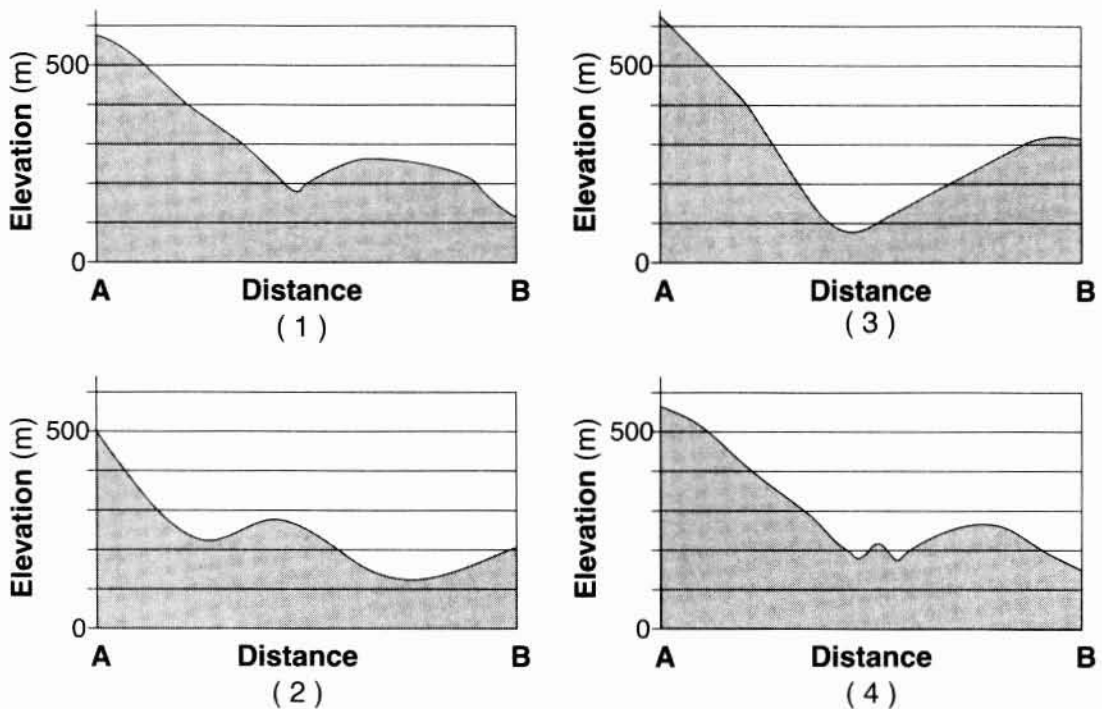 Elevation (m)
500
0
A Distance B
( 1 )
Elevation (m)
500
0
A Distance B
( 3 )
Elevation (m)
500
0
A Distance B
( 2 )
Elevation (m)
500
0
A Distance B
( 4 )